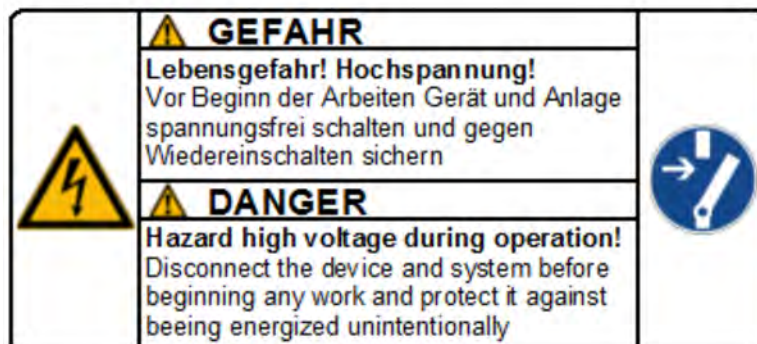 GEFAHR
Lebensgefahr! Hochspannung!
Vor Beginn der Arbeiten Gerät und Anlage
spannungsfrei schalten und gegen
Wiedereinschalten sichern
DANGER
Hazard high voltage during operation!
Disconnect the device and system before
beginning any work and protect it against
beeing energized unintentionally